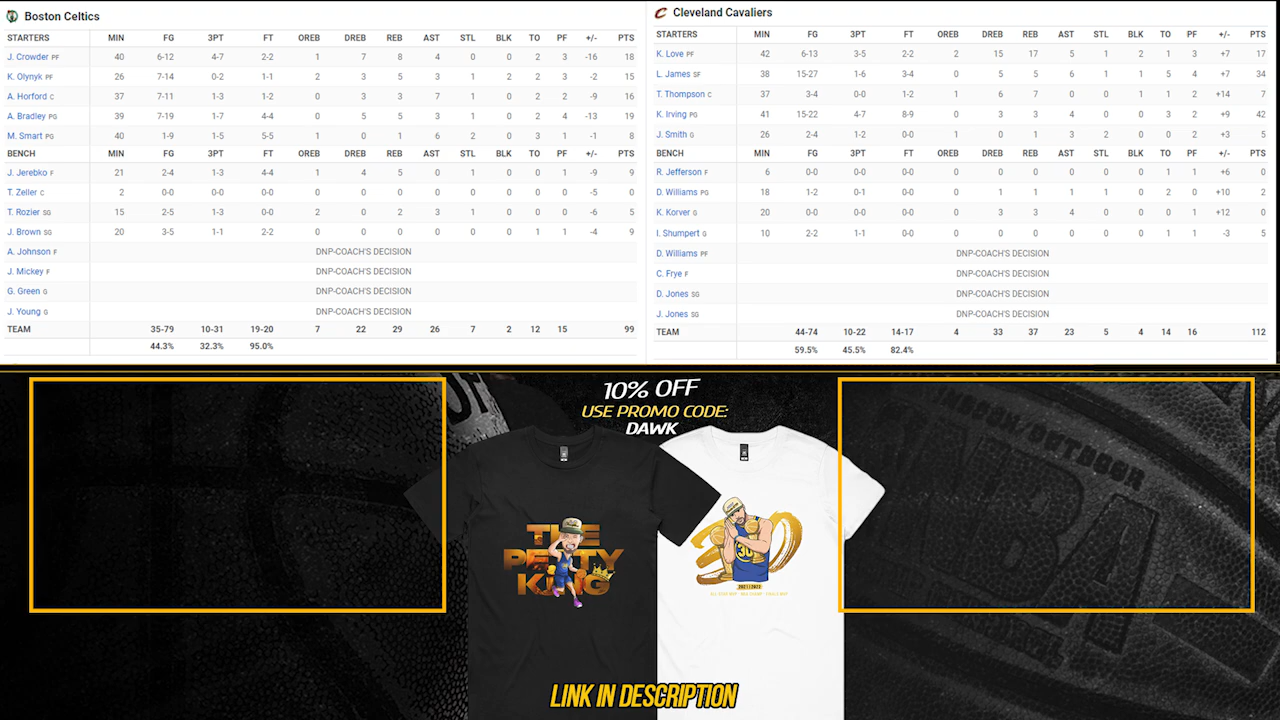 Boston Celtics
STARTERS MIN FG 3PT FT OREB DREB REB AST STL BLK TO PF +/- PTS
J. Crowder PF 40 6-12 4-7 2-2 1 7 8 4 0 0 2 3 -16 18
K. Olynyk PF 26 7-14 0-2 1-1 2 3 5 3 1 2 2 3 -2 15
A. Horford C 37 7-11 1-3 1-2 0 3 3 7 1 0 2 2 -9 16
A. Bradley PG 39 7-19 1-7 4-4 0 5 5 3 1 0 2 4 -13 19
M. Smart PG 40 1-9 1-5 5-5 1 0 1 6 2 0 3 1 -1 8
BENCH MIN FG 3PT FT OREB DREB REB AST STL BLK TO PF +/- PTS
J. Jerebko F 21 2-4 1-3 4-4 1 4 5 0 1 0 0 1 -9 9
T. Zeller C 2 0-0 0-0 0-0 0 0 0 0 0 0 0 0 -5 0
T. Rozier SG 15 2-5 1-3 0-0 2 0 2 3 1 0 0 0 -6 5
J. Brown SG 20 3-5 1-1 2-2 0 0 0 0 0 0 1 1 -4 9
A. Johnson F DNP-COACH'S DECISION
J. Mickey F DNP-COACH'S DECISION
G. Green G DNP-COACH'S DECISION
J. Young G DNP-COACH'S DECISION
TEAM 35-79 10-31 19-20 7 22 29 26 7 2 12 15 99
44.3% 32.3% 95.0%
Cleveland Cavaliers
STARTERS MIN FG 3PT FT OREB DREB REB AST STL BLK TO PF +/- PTS
K. Love PF 42 6-13 3-5 2-2 2 15 17 5 1 2 1 3 +7 17
L. James SF 38 15-27 1-6 3-4 0 5 5 6 1 1 5 4 +7 34
T. Thompson C 37 3-4 0-0 1-2 1 6 7 0 0 1 1 2 +14 7
K. Irving PG 41 15-22 4-7 8-9 0 3 3 4 0 0 3 2 +9 42
J. Smith G 26 2-4 1-2 0-0 1 0 1 3 2 0 0 2 +3 5
BENCH MIN FG 3PT FT OREB DREB REB AST STL BLK TO PF +/- PTS
R. Jefferson F 6 0-0 0-0 0-0 0 0 0 0 0 0 1 1 +6 0
D. Williams PG 18 1-2 0-0 0-1 0 1 1 1 1 0 2 0 +10 2
K. Korver G 20 0-0 0-0 0-0 0 3 3 4 0 0 0 1 +12 0
I. Shumpert G 10 2-2 1-1 0-0 0 0 0 0 0 0 1 1 -3 5
D. Williams PF DNP-COACH'S DECISION
C. Frye F DNP-COACH'S DECISION
D. Jones SG DNP-COACH'S DECISION
J. Jones SG DNP-COACH'S DECISION
TEAM 44-74 10-22 14-17 4 33 37 23 5 4 14 16 112
59.5% 45.5% 82.4%
10% OFF
USE PROMO CODE:
DAWK
THE
PETTY
KING
30
2021 | 2022
LINK IN DESCRIPTION